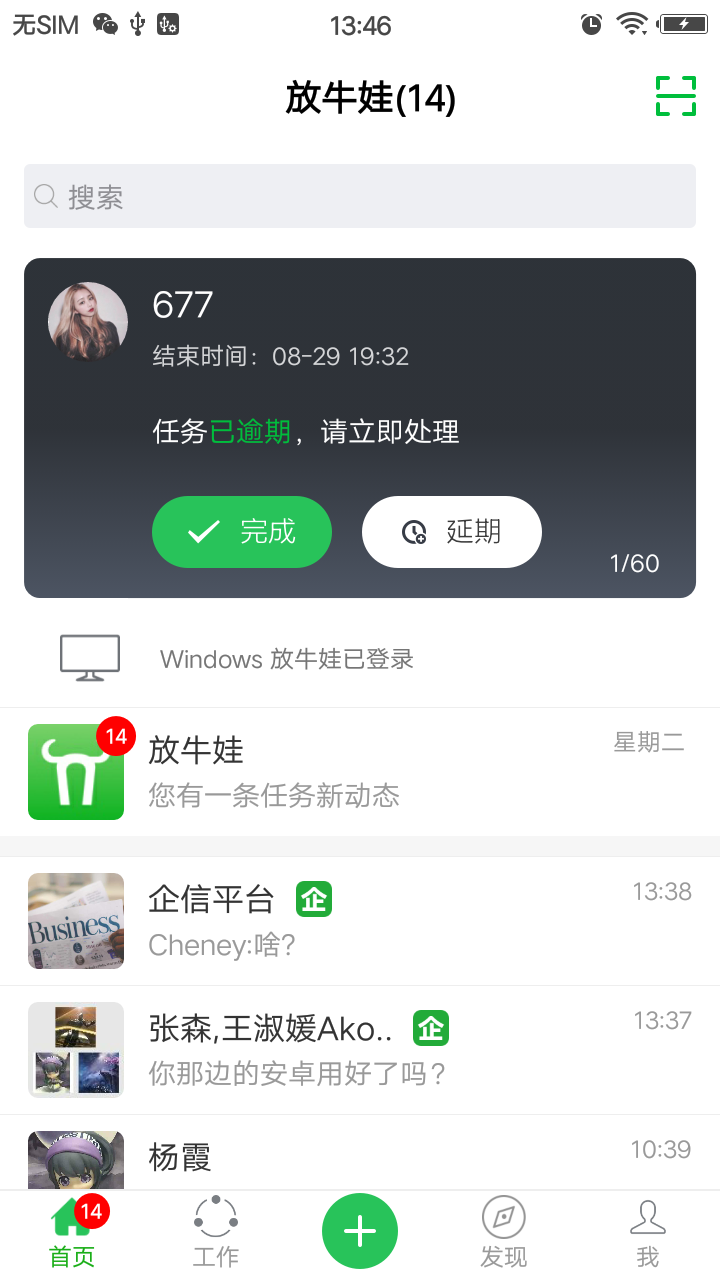 无SIM 13:46
放牛娃(14)
搜索
677
结束时间：08-29 19:32
任务已逾期，请立即处理
完成 延期
1/60
Windows 放牛娃已登录
14
放牛娃 星期二
您有一条任务新动态
Business
企信平台 企 13:38
Cheney:啥?
张森,王淑媛Ako.. 企 13:37
你那边的安卓用好了吗?
杨霞 10:39
14
首页 工作 发现 我